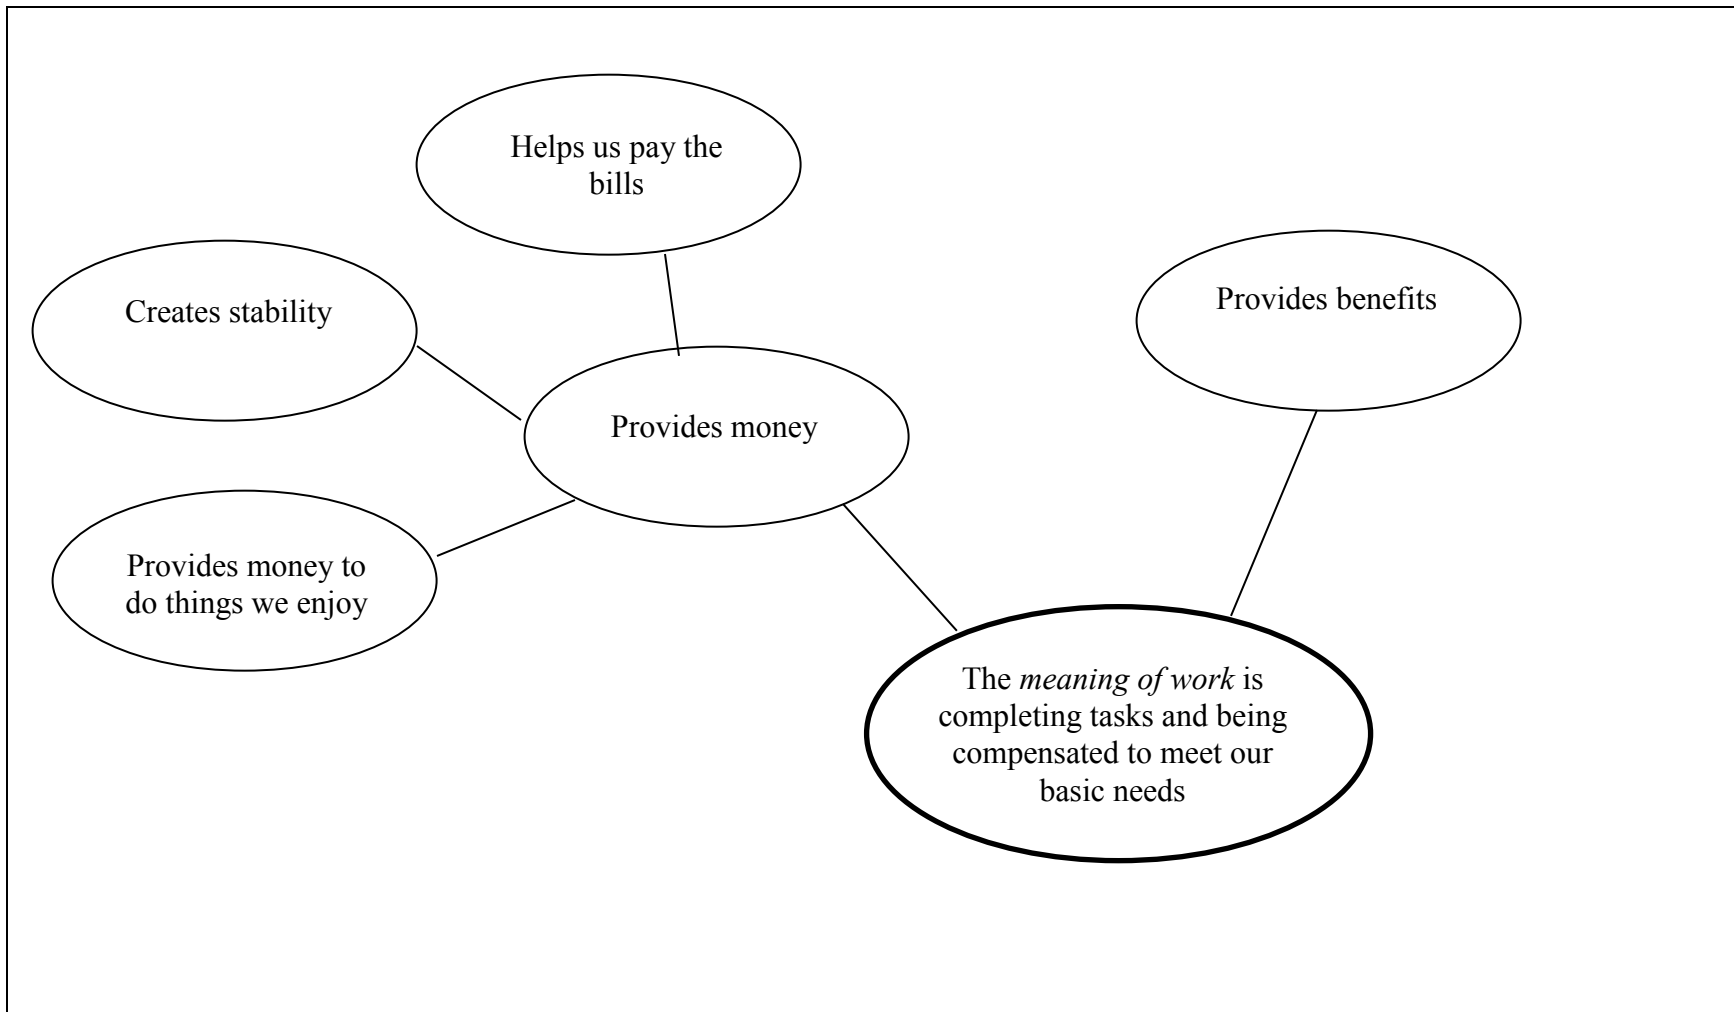 Helps us pay the
bills
Creates stability
Provides benefits
Provides money
Provides money to
do things we enjoy
The meaning of work is
completing tasks and being
compensated to meet our
basic needs